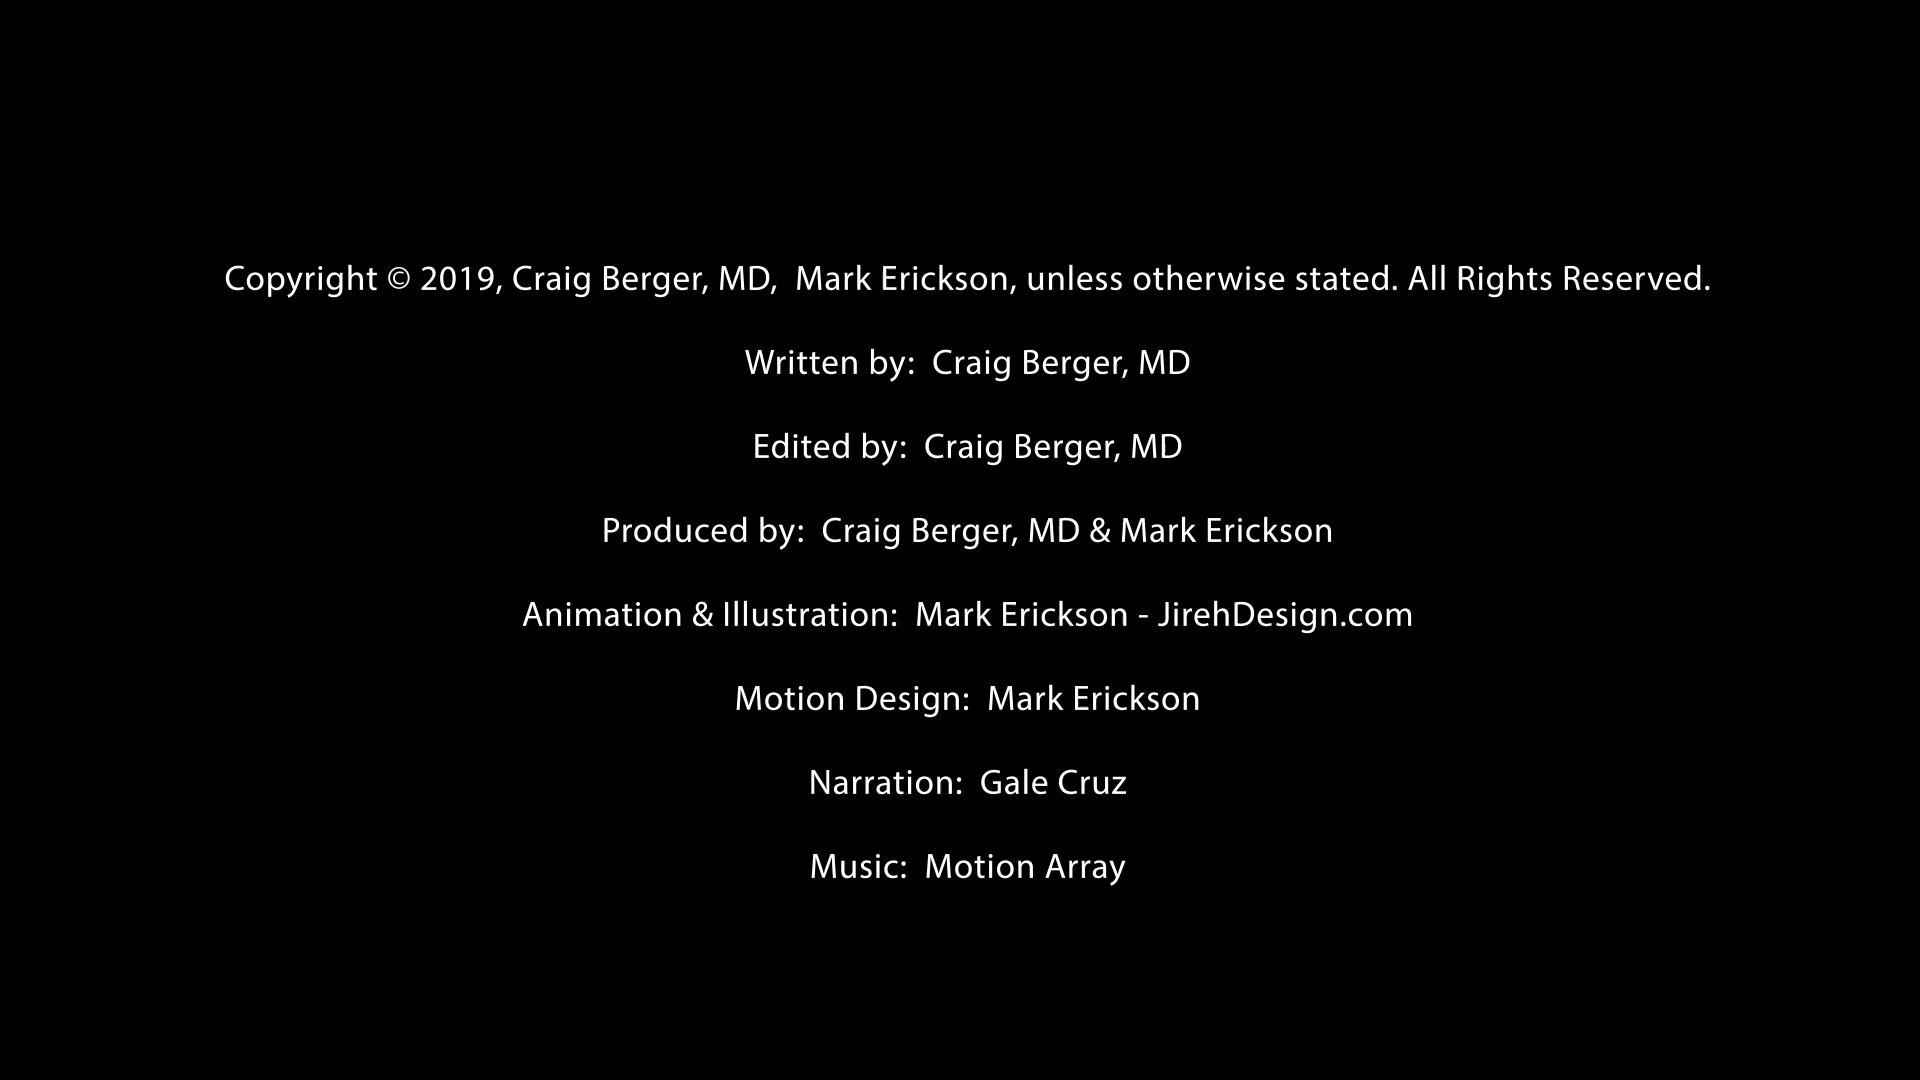 Copyright © 2019, Craig Berger, MD,  Mark Erickson, unless otherwise stated. All Rights Reserved.
Written by:  Craig Berger, MD
Edited by:  Craig Berger, MD
Produced by:  Craig Berger, MD & Mark Erickson
Animation & Illustration:  Mark Erickson - JirehDesign.com
Motion Design:  Mark Erickson
Narration:  Gale Cruz
Music:  Motion Array